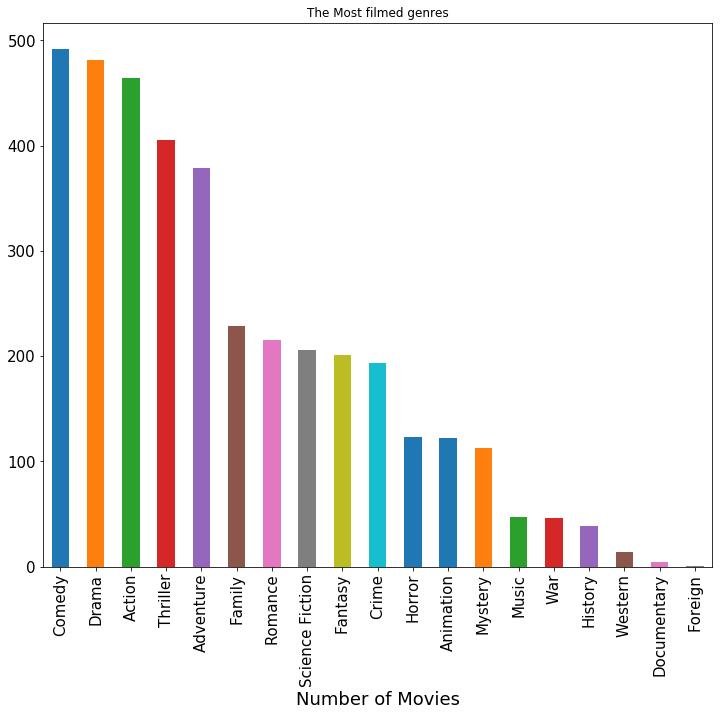 The Most filmed genres
500
400
300
200
100
0
Comedy
Drama
Action
Thriller
Adventure
Family
Romance
Science Fiction
Fantasy
Crime
Horror
Animation
Mystery
Music
War
History
Western
Documentary
Foreign
Number of Movies